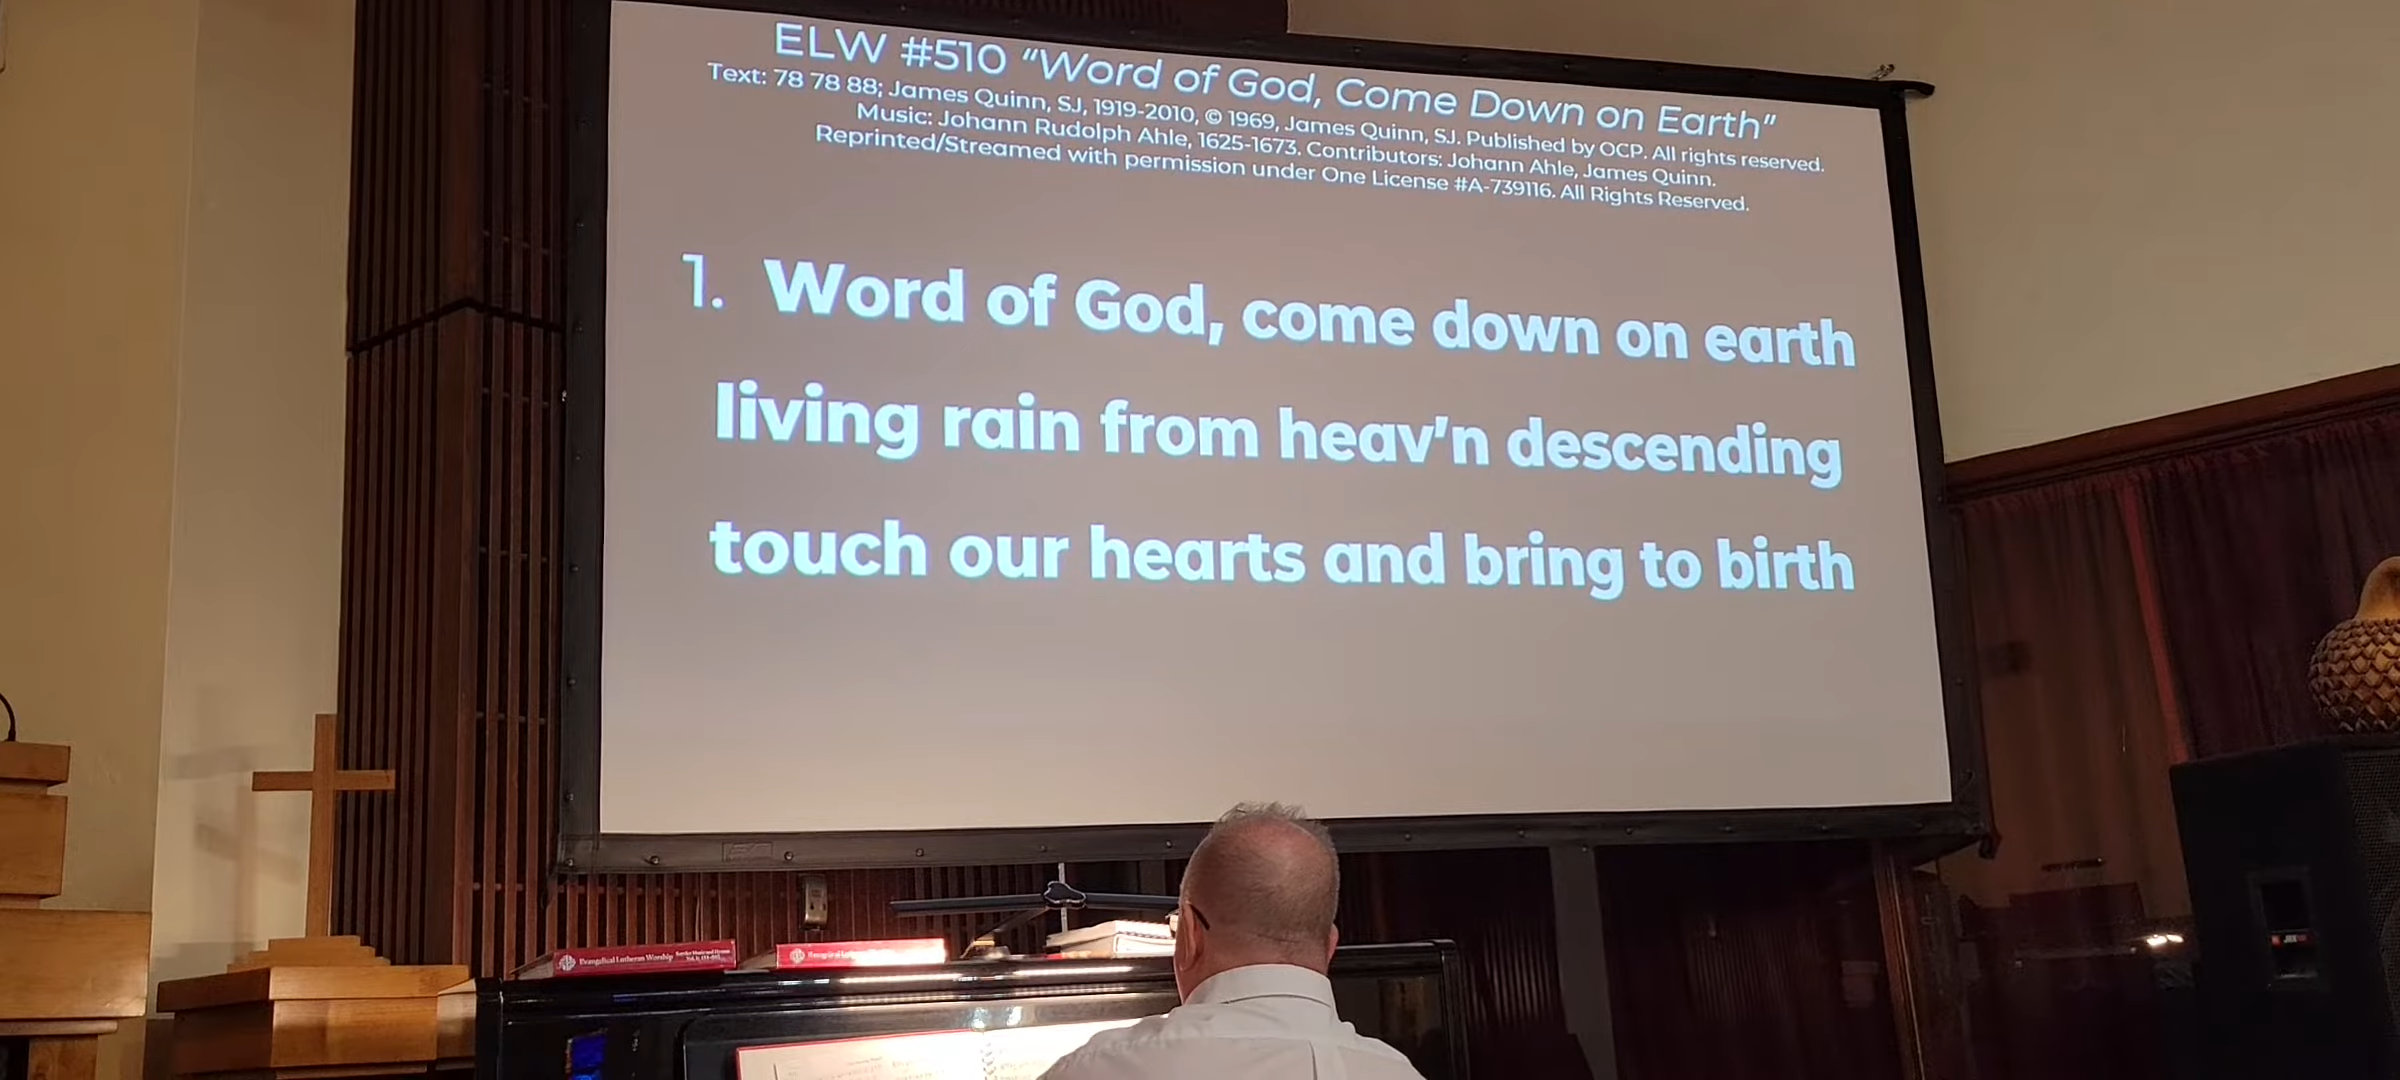 ELW #510 “Word of God, Come Down on Earth”
Text: 78 78 88; James Quinn, SJ, 1919-2010, © 1969, James Quinn, SJ. Published by OCP. All rights reserved.
Music: Johann Rudolph Ahle, 1625-1673. Contributors: Johann Ahle, James Quinn.
Reprinted/Streamed with permission under One License #A-739116. All Rights Reserved.
1. Word of God, come down on earth
living rain from heav’n descending
touch our hearts and bring to birth
Evangelical Lutheran Worship